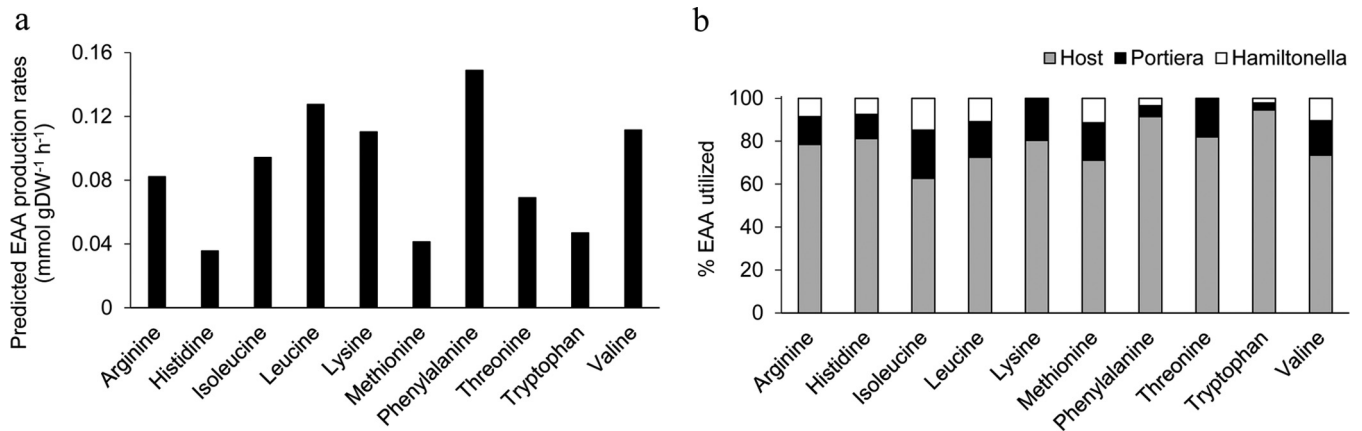 a
Predicted EAA production rates
(mmol gDW-1 h-1)
0.16
0.12
0.08
0.04
0
Arginine
Histidine
Isoleucine
Leucine
Lysine
Methionine
Phenylalanine
Threonine
Tryptophan
Valine
b
Host Portiera Hamiltonella
% EAA utilized
100
80
60
40
20
0
Arginine
Histidine
Isoleucine
Leucine
Lysine
Methionine
Phenylalanine
Threonine
Tryptophan
Valine